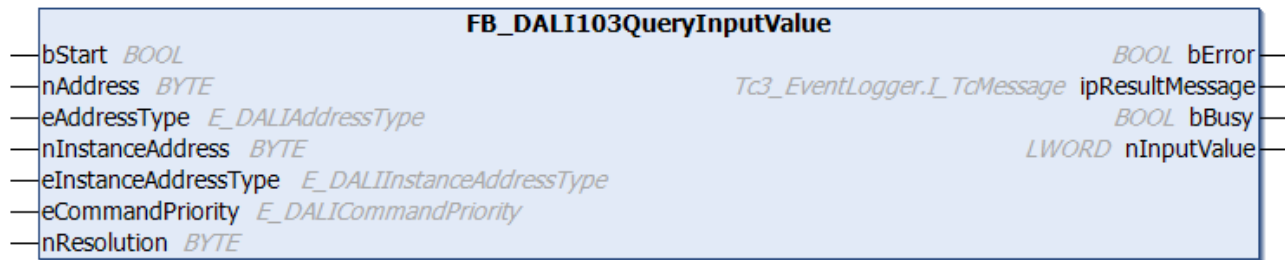 FB_DALI103QueryInputValue
bStart BOOL BOOL bError
nAddress BYTE Tc3_EventLogger.I_TcMessage ipResultMessage
eAddressType E_DALIAddressType BOOL bBusy
nInstanceAddress BYTE LWORD nInputValue
eInstanceAddressType E_DALIInstanceAddressType
eCommandPriority E_DALICommandPriority
nResolution BYTE